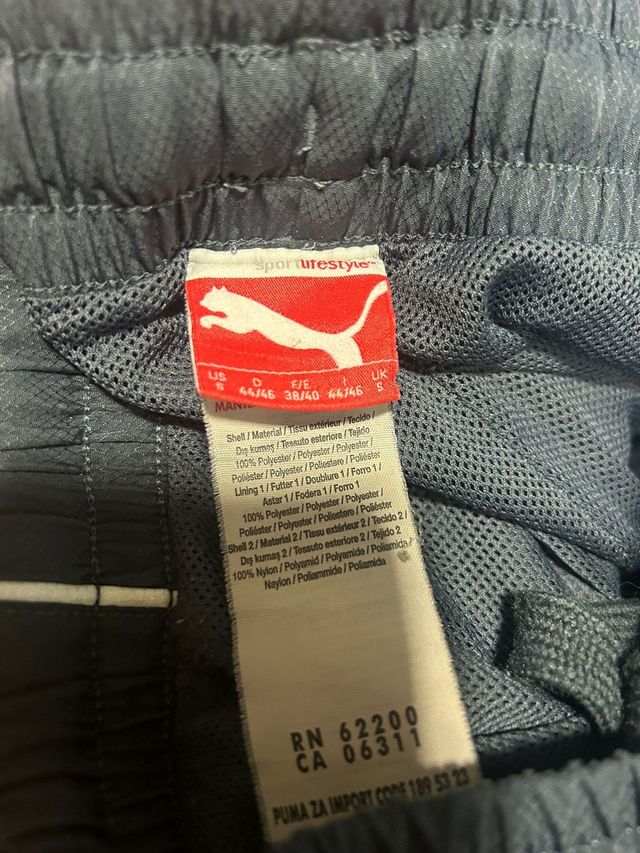 sportlifestyle
US D F/E I UK
S 44/46 38/40 44/46 S
Shell / Material / Tissu extérieur / Tecido /
Dış kumaş / Tessuto esteriore / Tejido
100% Polyester / Polyester / Polyester
Poliéster / Polyester / Poliestere / Poliéster
Lining 1 / Futter 1 / Doublure 1 / Forro 1 /
Astar 1 / Fodera 1 / Forro 1
100% Polyester / Polyester / Polyester
Poliéster / Polyester / Poliestere / Poliéster
Shell 2 / Material 2 / Tissu extérieur 2 / Tecido 2 /
Dış kumaş 2 / Tessuto esteriore 2 / Tejido 2
100% Nylon / Polyamid / Polyamide / Poliamida /
Naylon / Poliammide / Poliamida
RN 62200
CA 06311
PUMA ZA IMPORT CODE 189 53 23